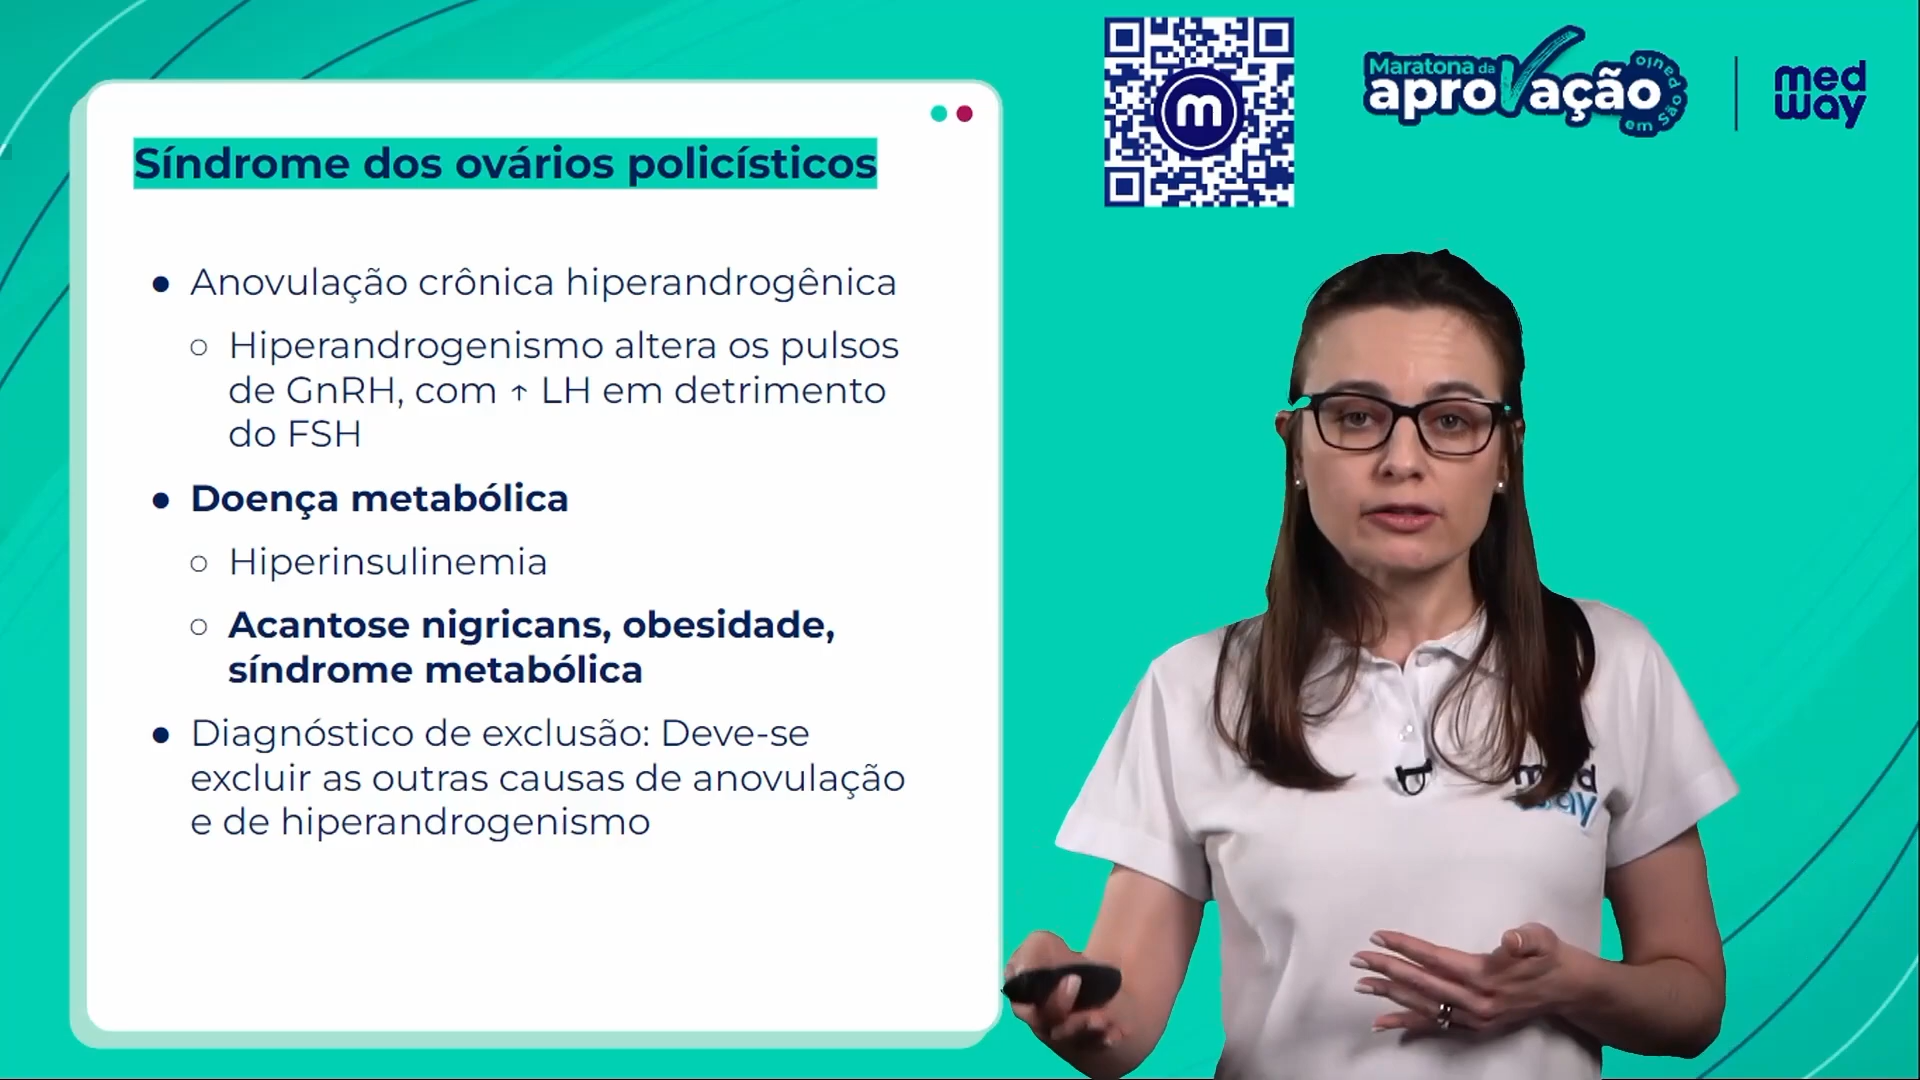 Síndrome dos ovários policísticos
● Anovulação crônica hiperandrogênica
○ Hiperandrogenismo altera os pulsos
de GnRH, com ↑ LH em detrimento
do FSH
● Doença metabólica
○ Hiperinsulinemia
○ Acantose nigricans, obesidade,
síndrome metabólica
● Diagnóstico de exclusão: Deve-se
excluir as outras causas de anovulação
e de hiperandrogenismo
m
Maratona da
aproVação
em São Paulo
med
way
med
way